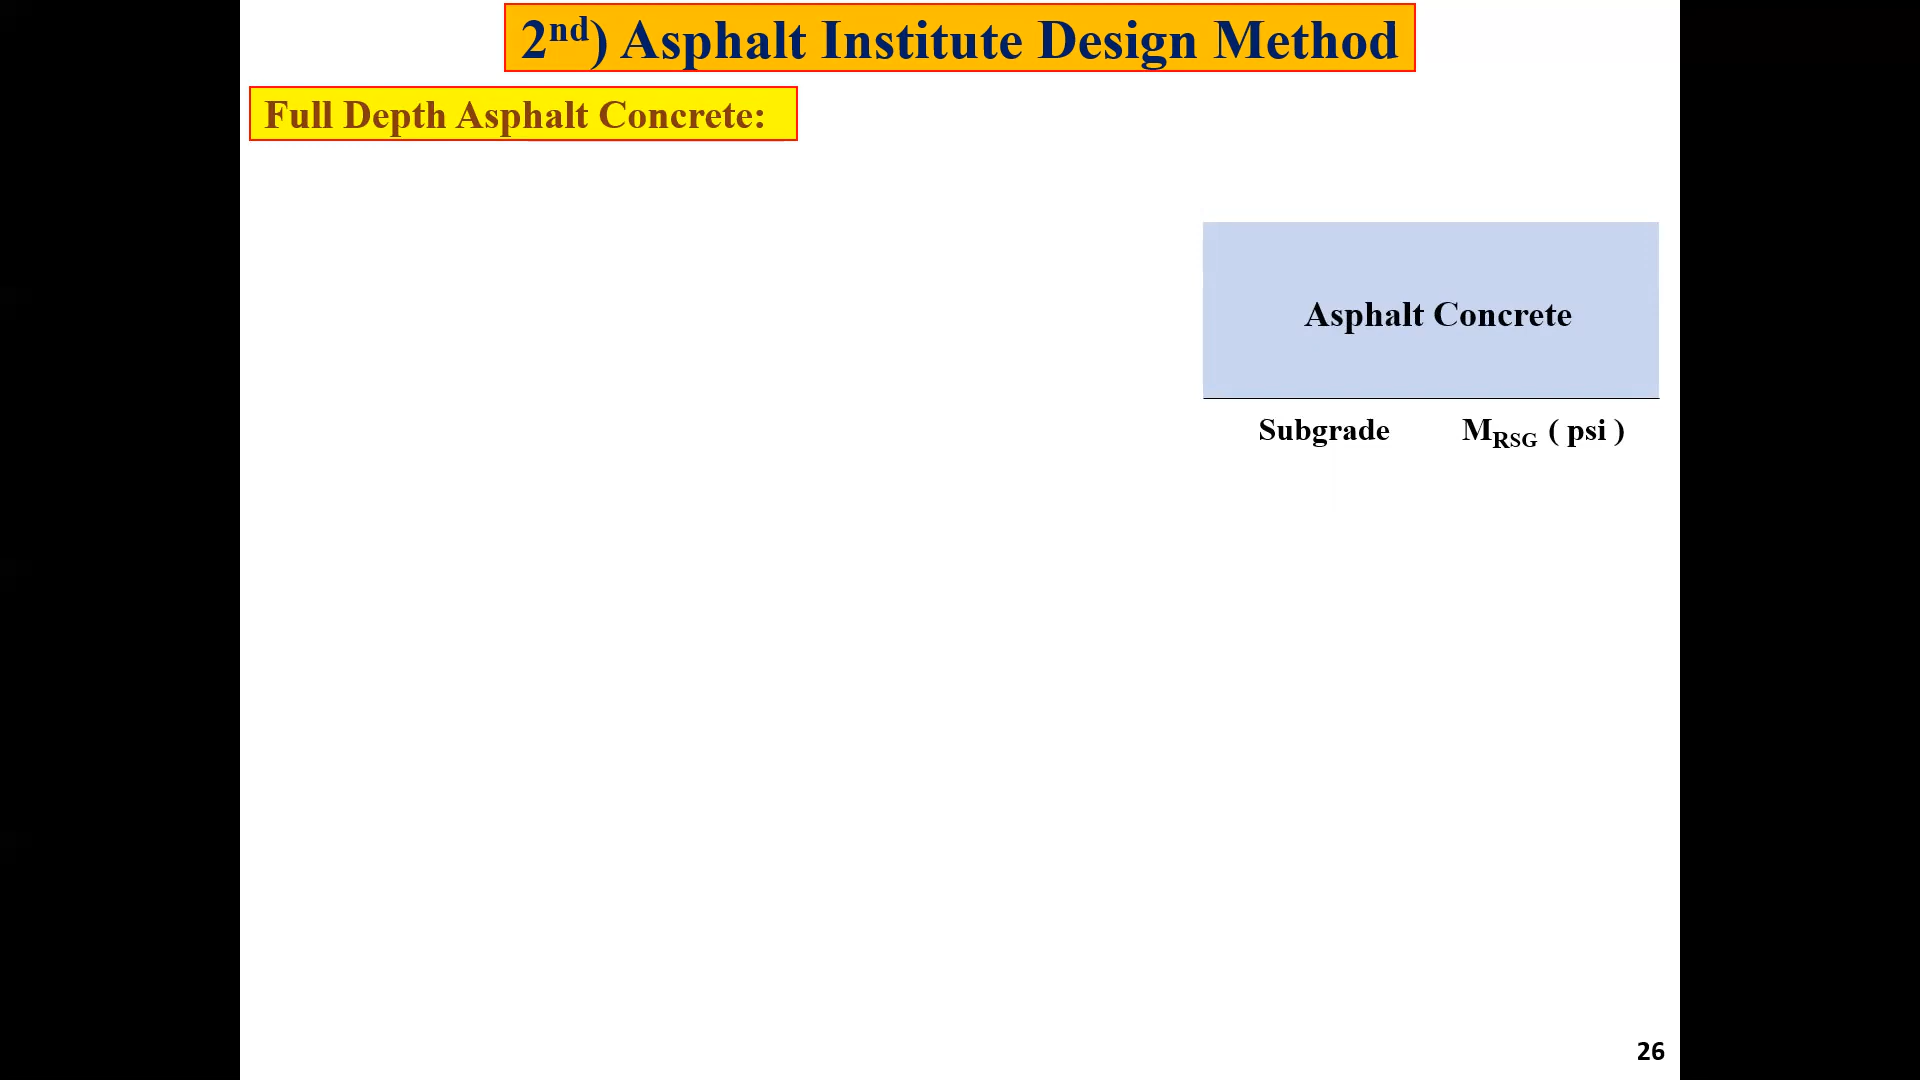 2nd) Asphalt Institute Design Method
Full Depth Asphalt Concrete:
Asphalt Concrete
Subgrade MRSG ( psi )
26